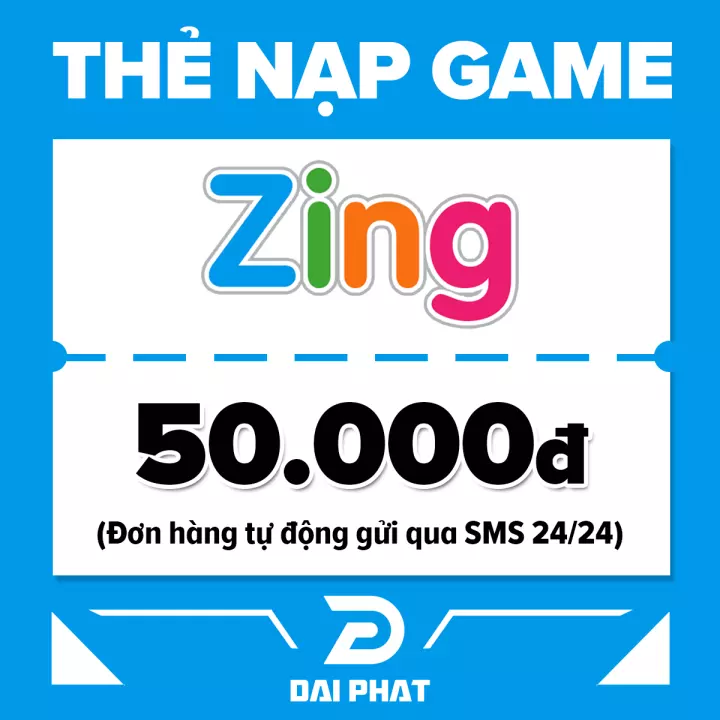 THẺ NẠP GAME
Zing
50.000đ
(Đơn hàng tự động gửi qua SMS 24/24)
DAI PHAT